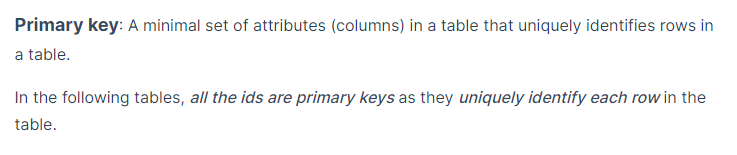 Primary key: A minimal set of attributes (columns) in a table that uniquely identifies rows in
a table.
In the following tables, all the ids are primary keys as they uniquely identify each row in the
table.